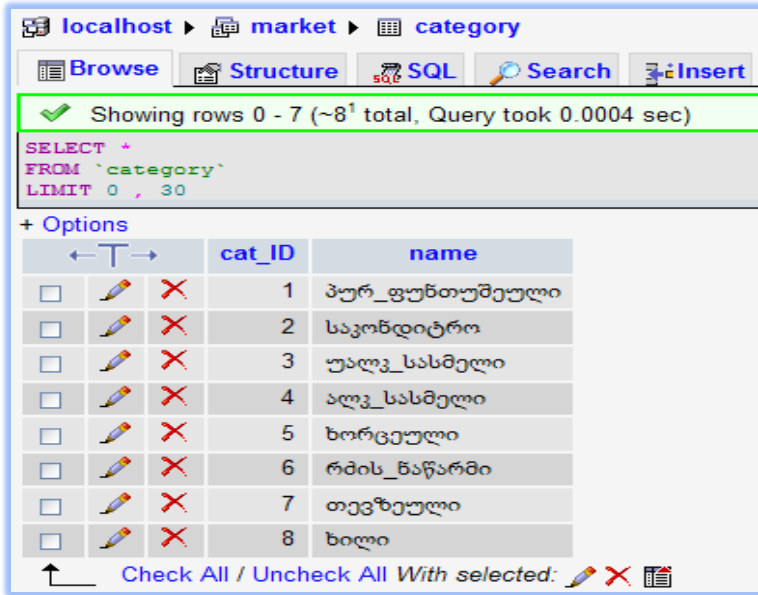 localhost ▸ market ▸ category
Browse Structure SQL Search Insert
Showing rows 0 - 7 (~8¹ total, Query took 0.0004 sec)
SELECT *
FROM `category`
LIMIT 0 , 30
+ Options
←T→ cat_ID name
1 პურ_ფუნთუშეული
2 საკონდიტრო
3 უალკ_სასმელი
4 ალკ_სასმელი
5 ხორცეული
6 რძის_ნაწარმი
7 თევზეული
8 ხილი
Check All / Uncheck All With selected: